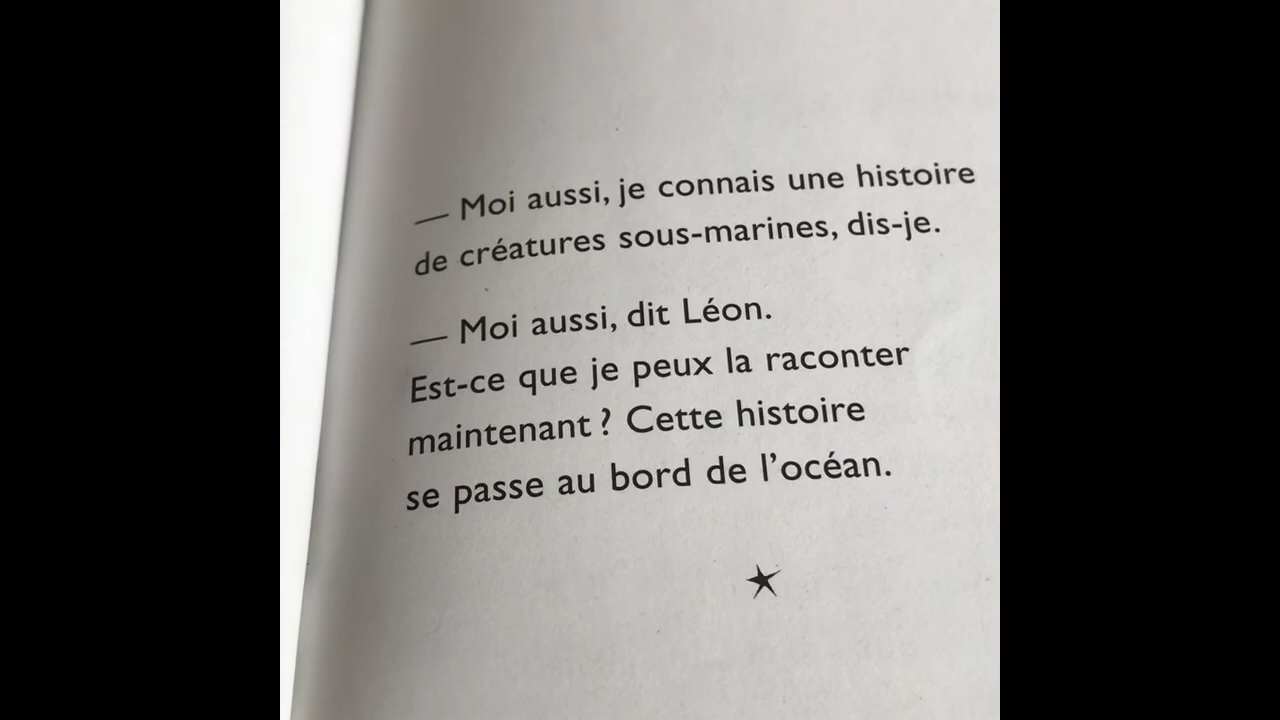 — Moi aussi, je connais une histoire
de créatures sous-marines, dis-je.
— Moi aussi, dit Léon.
Est-ce que je peux la raconter
maintenant ? Cette histoire
se passe au bord de l’océan.